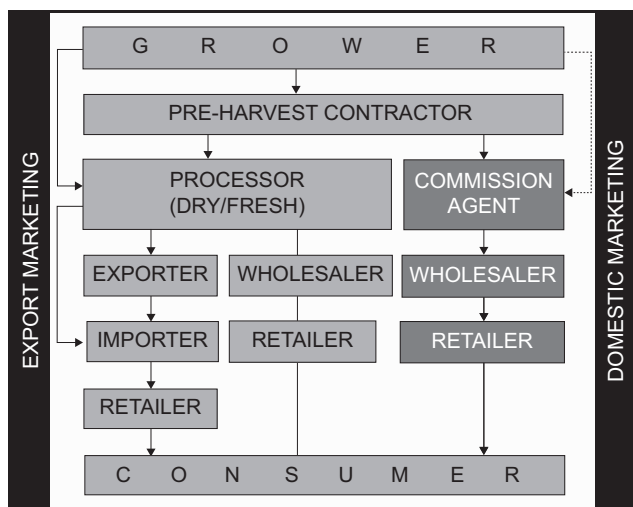 G R O W E R
PRE-HARVEST CONTRACTOR
PROCESSOR
(DRY/FRESH)
COMMISSION
AGENT
EXPORTER
WHOLESALER
WHOLESALER
IMPORTER
RETAILER
RETAILER
RETAILER
C O N S U M E R
EXPORT MARKETING
DOMESTIC MARKETING